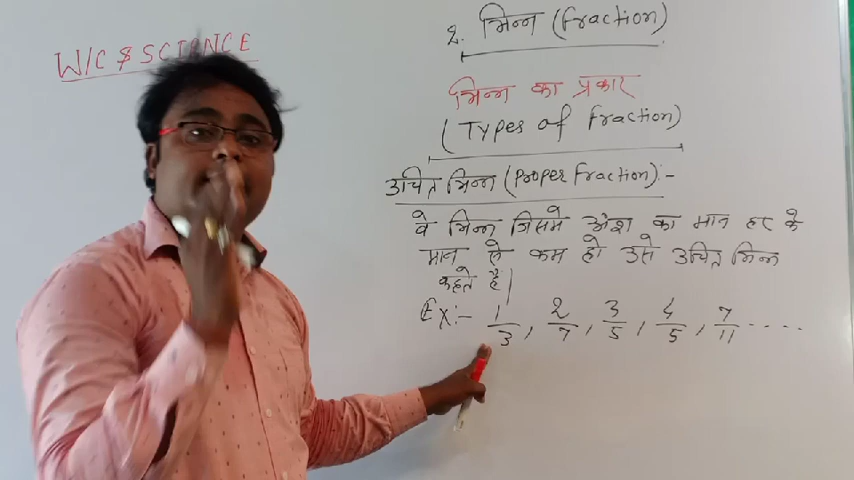 W/C $ SCIENCE
2. भिन्न (fraction)
भिन्न का प्रकार
(Types of fraction)
उचित भिन्न (Proper fraction) :-
वे भिन्न जिसमे अंश का मान हर के
मान से कम हो उसे उचित भिन्न
कहते है|
Ex:- 1/3, 2/7, 3/5, 4/5, 7/11 ....